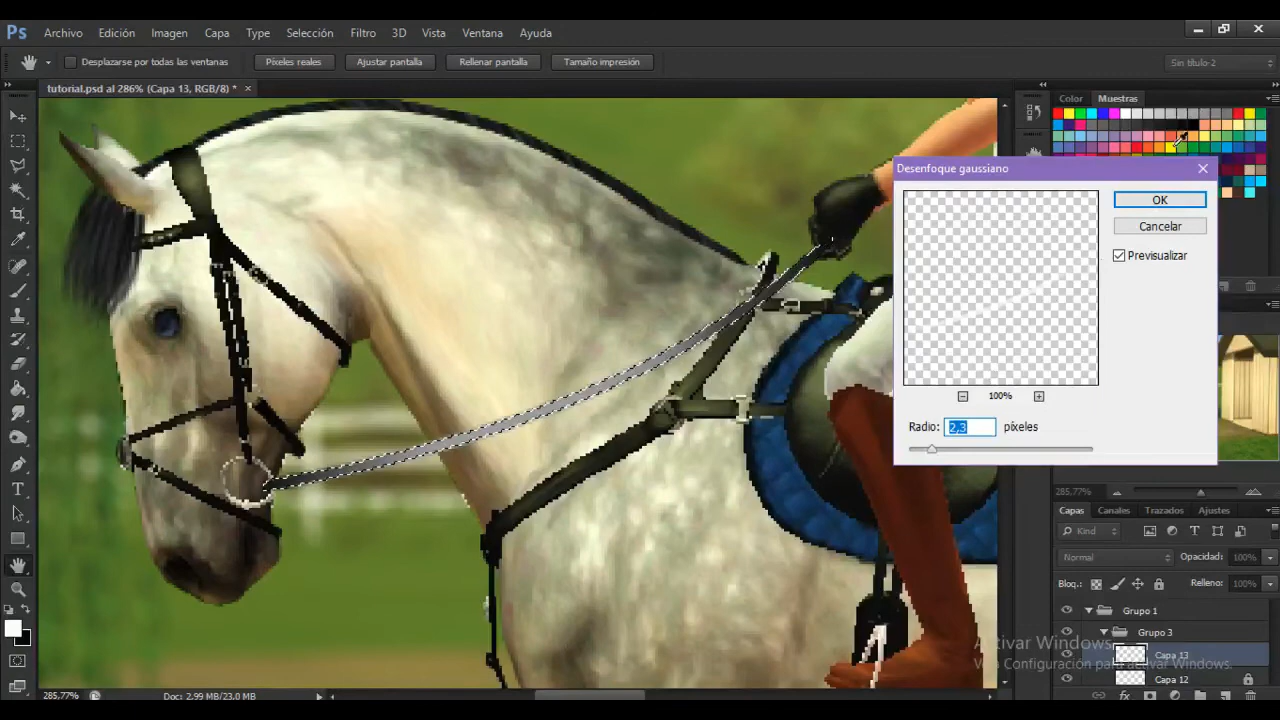 Ps Archivo Edición Imagen Capa Type Selección Filtro 3D Vista Ventana Ayuda
Desplazarse por todas las ventanas Píxeles reales Ajustar pantalla Rellenar pantalla Tamaño impresión Sin título-2
tutorial.psd al 286% (Capa 13, RGB/8) * ×
Color Muestras
Desenfoque gaussiano
OK
Cancelar
Previsualizar
100%
Radio: 2,3 píxeles
285,77%
Capas Canales Trazados Ajustes
Kind
Normal Opacidad: 100%
Bloq.: Relleno: 100%
Grupo 1
Grupo 3
Activar Windows
Capa 13
Ve a Configuración para activar Windows.
Capa 12
285,77% Doc: 2,99 MB/23,0 MB